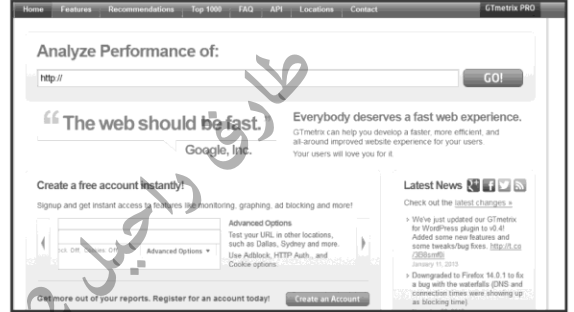 Home Features Recommendations Top 1000 FAQ API Locations Contact GTmetrix PRO
Analyze Performance of:
http:// GO!
“The web should be fast.”
Google, Inc.
Everybody deserves a fast web experience.
GTmetrix can help you develop a faster, more efficient, and
all-around improved website experience for your users.
Your users will love you for it.
Create a free account instantly!
Signup and get instant access to features like monitoring, graphing, ad blocking and more!
Advanced Options
Test your URL in other locations,
such as Dallas, Sydney and more.
Use Adblock, HTTP Auth., and
Cookie options.
Advanced Options
Get more out of your reports. Register for an account today! Create an Account
Latest News
Check out the latest changes »
We've just updated our GTmetrix
for WordPress plugin to v0.4!
Added some new features and
some tweaks/bug fixes. http://t.co
January 11, 2013
Downgraded to Firefox 14.0.1 to fix
a bug with the waterfalls (DNS and
connection times were showing up
as blocking time)
طارق راحيل